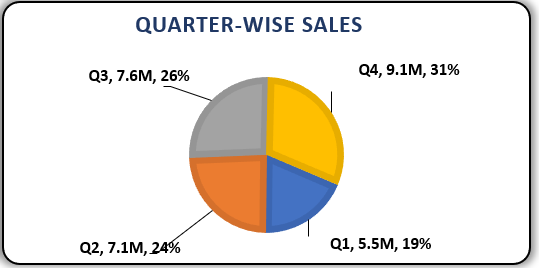 QUARTER-WISE SALES
Q3, 7.6M, 26%
Q4, 9.1M, 31%
Q2, 7.1M, 24%
Q1, 5.5M, 19%